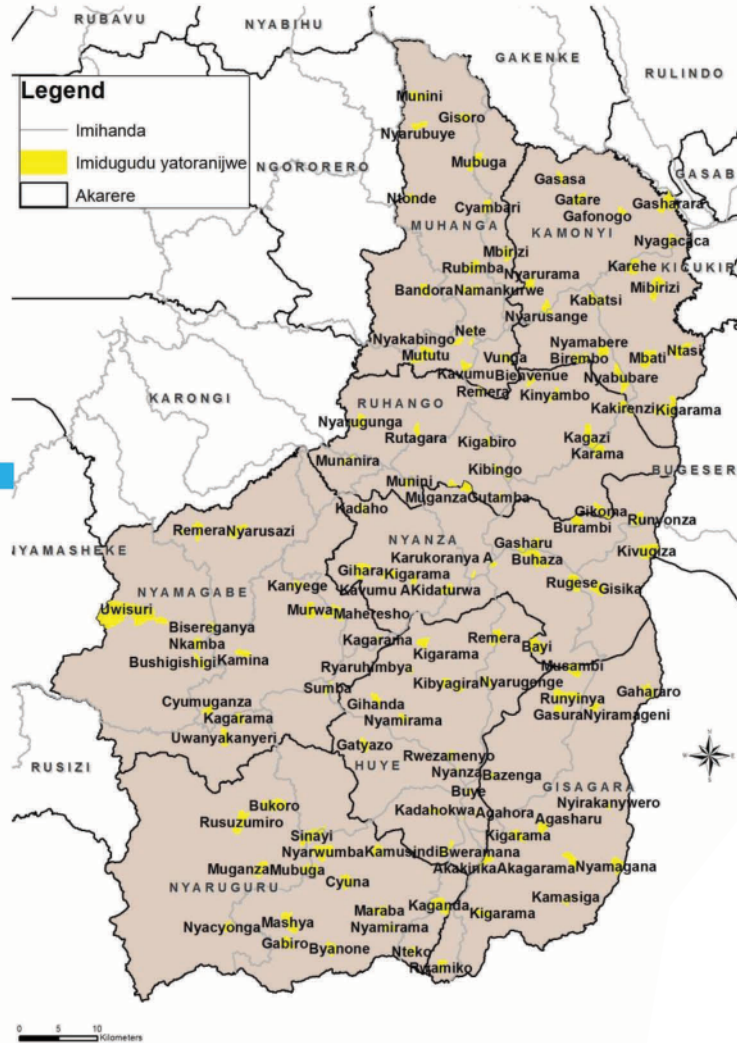 RUBAVU
NYABIHU
GAKENKE
RULINDO
Legend
Imihanda
Imidugudu yatoranijwe
Akarere
Munini
Gisoro
Nyarubuye
NGORORERO
Mubuga
GASAB
Gasasa
Ntonde
Gatare
Gasharara
Cyambari
Gafonogo
MUHANGA
KAMONYI
Nyagacaca
Mbirizi
Rubimba
Karehe
KICUKIR
Nyarurama
Mibirizi
Bandora
Namankurwe
Kabatsi
Nyarusange
Nete
Nyakabingo
Nyamabere
Ntasi
Mututu
Vunga
Birembo
Mbati
Kavumu
Bienvenue
Nyabubare
Remera
Kinyambo
KARONGI
RUHANGO
Kakirenzi
Kigarama
Nyarugunga
Rutagara
Kigabiro
Kagazi
Karama
Munanira
Kibingo
BUGESER
Munini
Muganza
Gutamba
Kadaho
Gikoma
Burambi
Runyonza
Remera
Nyarusazi
NYANZA
Gasharu
NYAMASHEKE
Karukoranya A
Buhaza
Kivugiza
Gihara
Kigarama
NYAMAGABE
Kanyege
Kavumu A
Kidaturwa
Rugese
Gisika
Uwisuri
Murwa
Maheresho
Bisereganya
Kagarama
Remera
Nkamba
Kigarama
Bayi
Bushigishigi
Kamina
Ryaruhimbya
Musambi
Sumba
Kibyagira
Nyarugenge
Cyumuganza
Gihanda
Runyinya
Gahararo
Kagarama
Nyamirama
Gasura
Nyiramageni
Uwanyakanyeri
Gatyazo
Rwezamenyo
RUSIZI
HUYE
Nyanza
Bazenga
Buye
GISAGARA
Bukoro
Nyirakanywero
Rusuzumiro
Kadahokwa
Agahora
Agasharu
Sinayi
Kigarama
Nyarwumba
Kamusindi
Bweramana
Muganza
Mubuga
Akakinka
Akagarama
Nyamagana
NYARUGURU
Cyuna
Kamasiga
Maraba
Kaganda
Kigarama
Nyacyonga
Mashya
Nyamirama
Gabiro
Byanone
Nteko
Ryamiko
N
0 5 10
Kilometers